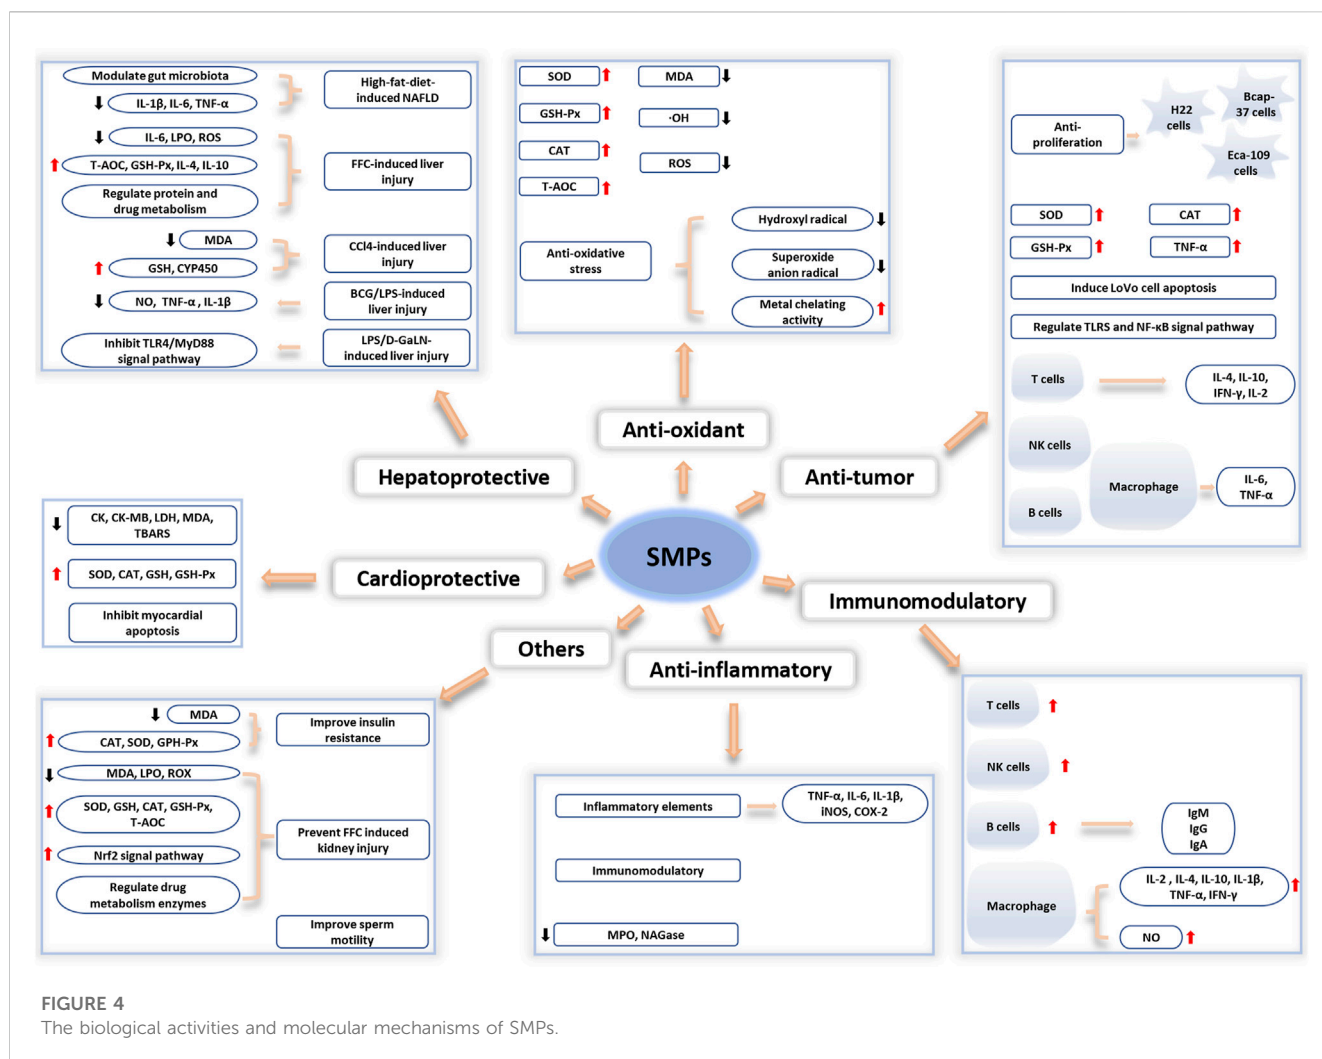 Modulate gut microbiota
IL-1β, IL-6, TNF-α
High-fat-diet-
induced NAFLD
IL-6, LPO, ROS
T-AOC, GSH-Px, IL-4, IL-10
Regulate protein and
drug metabolism
FFC-induced liver
injury
MDA
GSH, CYP450
CCl4-induced liver
injury
NO, TNF-α, IL-1β
BCG/LPS-induced
liver injury
Inhibit TLR4/MyD88
signal pathway
LPS/D-GaLN-
induced liver injury
SOD
MDA
GSH-Px
·OH
CAT
ROS
T-AOC
Anti-oxidative
stress
Hydroxyl radical
Superoxide
anion radical
Metal chelating
activity
Anti-
proliferation
H22
cells
Bcap-
37 cells
Eca-109
cells
SOD
CAT
GSH-Px
TNF-α
Induce LoVo cell apoptosis
Regulate TLRS and NF-κB signal pathway
T cells
IL-4, IL-10,
IFN-γ, IL-2
NK cells
Macrophage
IL-6,
TNF-α
B cells
Hepatoprotective
Anti-oxidant
Anti-tumor
SMPs
Cardioprotective
Immunomodulatory
Others
Anti-inflammatory
CK, CK-MB, LDH, MDA,
TBARS
SOD, CAT, GSH, GSH-Px
Inhibit myocardial
apoptosis
MDA
CAT, SOD, GPH-Px
Improve insulin
resistance
MDA, LPO, ROX
SOD, GSH, CAT, GSH-Px,
T-AOC
Nrf2 signal pathway
Regulate drug
metabolism enzymes
Prevent FFC induced
kidney injury
Improve sperm
motility
Inflammatory elements
TNF-α, IL-6, IL-1β,
iNOS, COX-2
Immunomodulatory
MPO, NAGase
T cells
NK cells
B cells
IgM
IgG
IgA
Macrophage
IL-2 , IL-4, IL-10, IL-1β,
TNF-α, IFN-γ
NO
FIGURE 4
The biological activities and molecular mechanisms of SMPs.